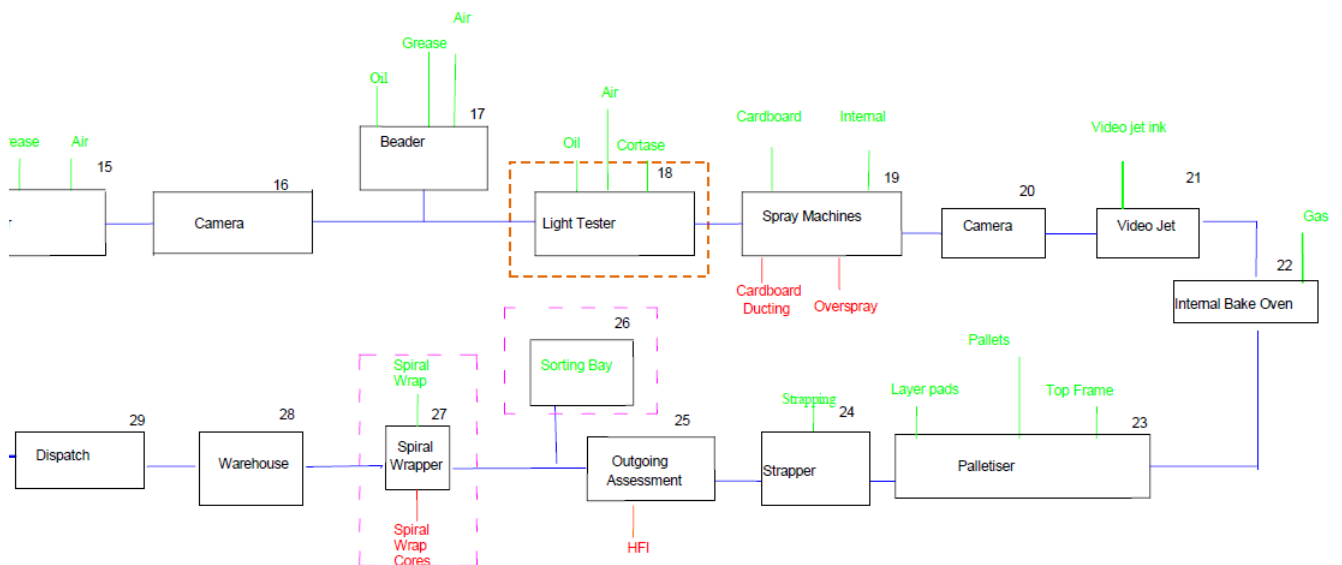 Air
Grease
Oil
17
Beader
Air
Oil
Cortase
18
Light Tester
Cardboard
Internal
19
Spray Machines
Cardboard
Ducting
Overspray
20
Camera
Video jet ink
21
Video Jet
Gas
22
Internal Bake Oven
Air
15
16
Camera
26
Sorting Bay
Spiral
Wrap
27
Spiral
Wrapper
Spiral
Wrap
Cores
29
Dispatch
28
Warehouse
25
Outgoing
Assessment
HFI
Strapping
24
Strapper
Layer pads
Pallets
Top Frame
23
Palletiser